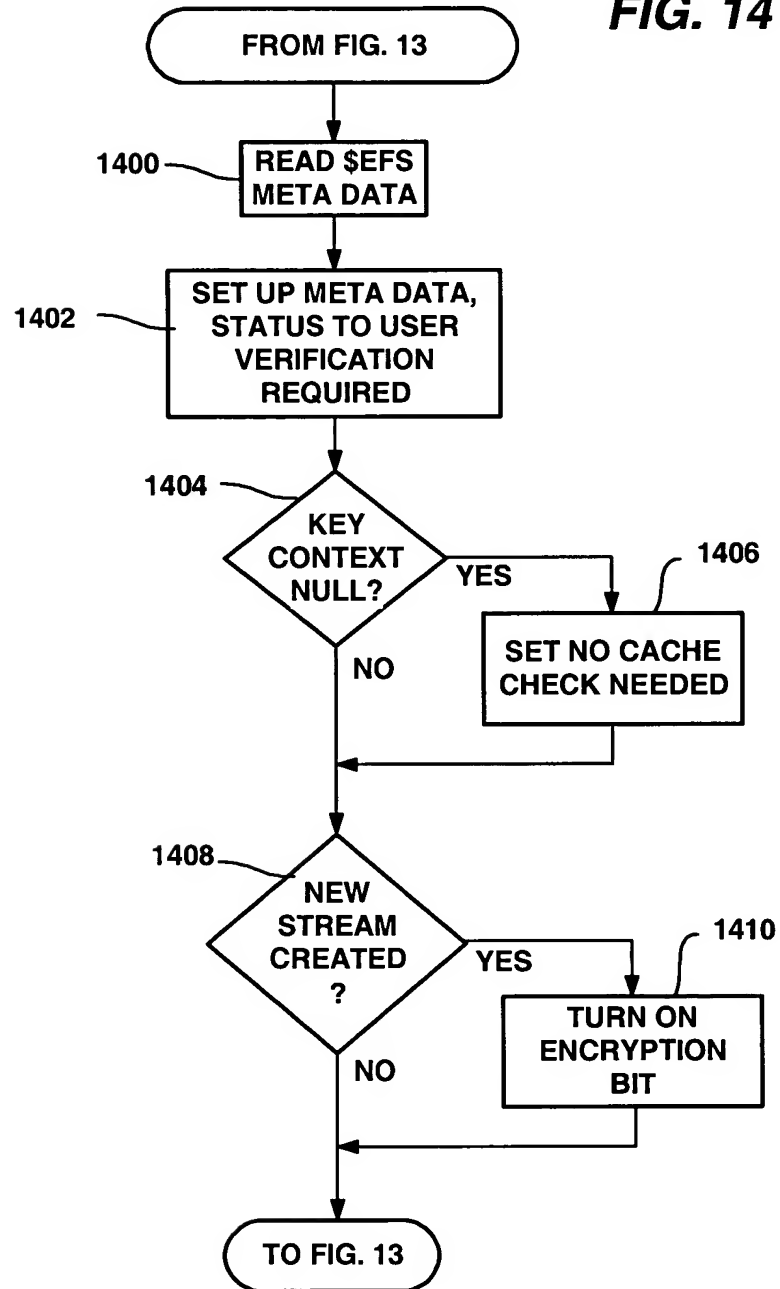 FIG. 14
FROM FIG. 13
1400
READ $EFS
META DATA
1402
SET UP META DATA,
STATUS TO USER
VERIFICATION
REQUIRED
1404
KEY
CONTEXT
NULL?
YES
1406
NO
SET NO CACHE
CHECK NEEDED
1408
NEW
STREAM
CREATED
?
YES
1410
NO
TURN ON
ENCRYPTION
BIT
TO FIG. 13